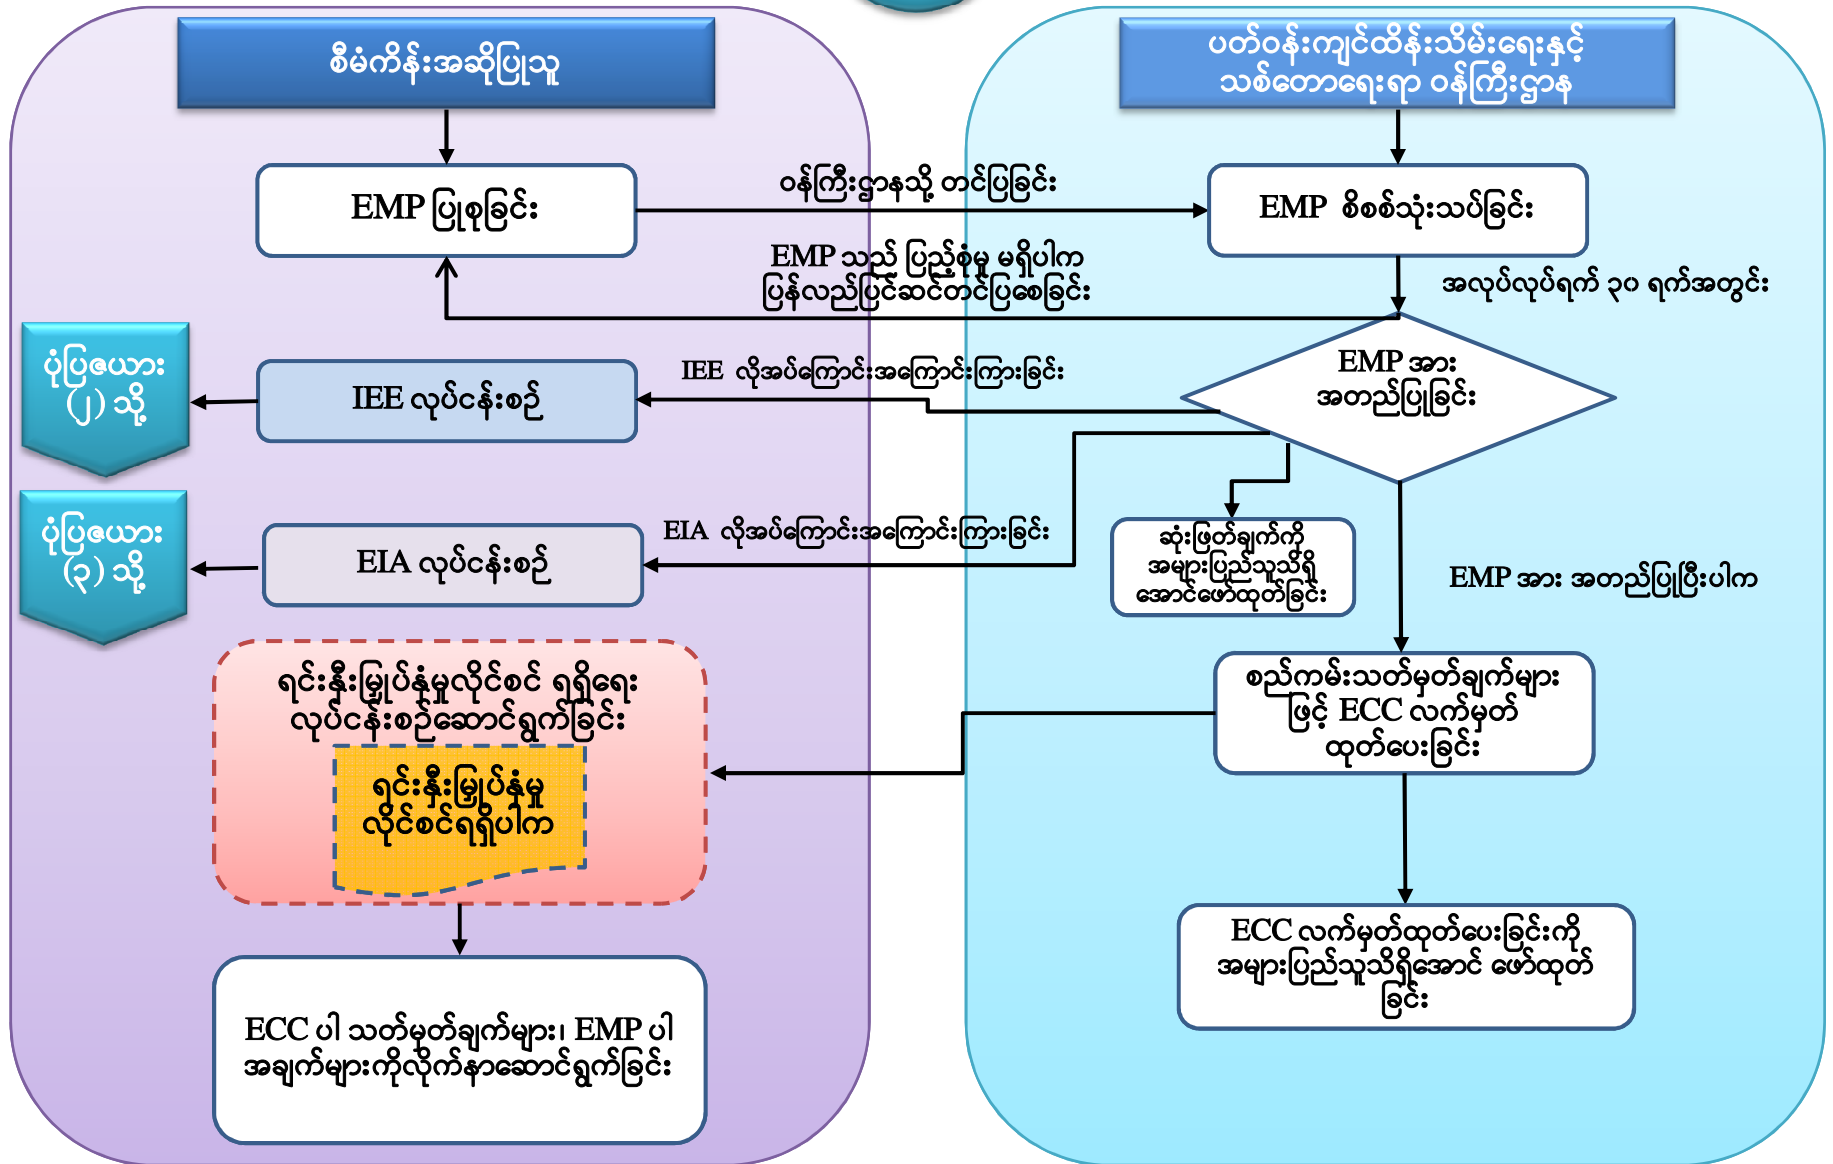 စီမံကိန်းအဆိုပြုသူ
ပတ်ဝန်းကျင်ထိန်းသိမ်းရေးနှင့်
သစ်တောရေးရာ ဝန်ကြီးဌာန
EMP ပြုစုခြင်း
ဝန်ကြီးဌာနသို့ တင်ပြခြင်း
EMP စိစစ်သုံးသပ်ခြင်း
EMP သည် ပြည့်စုံမှု မရှိပါက
ပြန်လည်ပြင်ဆင်တင်ပြစေခြင်း
အလုပ်လုပ်ရက် ၃၀ ရက်အတွင်း
ပုံပြဇယား
(၂) သို့
IEE လုပ်ငန်းစဉ်
IEE လိုအပ်ကြောင်းအကြောင်းကြားခြင်း
EMP အား
အတည်ပြုခြင်း
ပုံပြဇယား
(၃) သို့
EIA လုပ်ငန်းစဉ်
EIA လိုအပ်ကြောင်းအကြောင်းကြားခြင်း
ဆုံးဖြတ်ချက်ကို
အများပြည်သူသိရှိ
အောင်ဖော်ထုတ်ခြင်း
EMP အား အတည်ပြုပြီးပါက
ရင်းနှီးမြှုပ်နှံမှုလိုင်စင် ရရှိရေး
လုပ်ငန်းစဉ်ဆောင်ရွက်ခြင်း
ရင်းနှီးမြှုပ်နှံမှု
လိုင်စင်ရရှိပါက
စည်ကမ်းသတ်မှတ်ချက်များ
ဖြင့် ECC လက်မှတ်
ထုတ်ပေးခြင်း
ECC လက်မှတ်ထုတ်ပေးခြင်းကို
အများပြည်သူသိရှိအောင် ဖော်ထုတ်
ခြင်း
ECC ပါ သတ်မှတ်ချက်များ၊ EMP ပါ
အချက်များကိုလိုက်နာဆောင်ရွက်ခြင်း